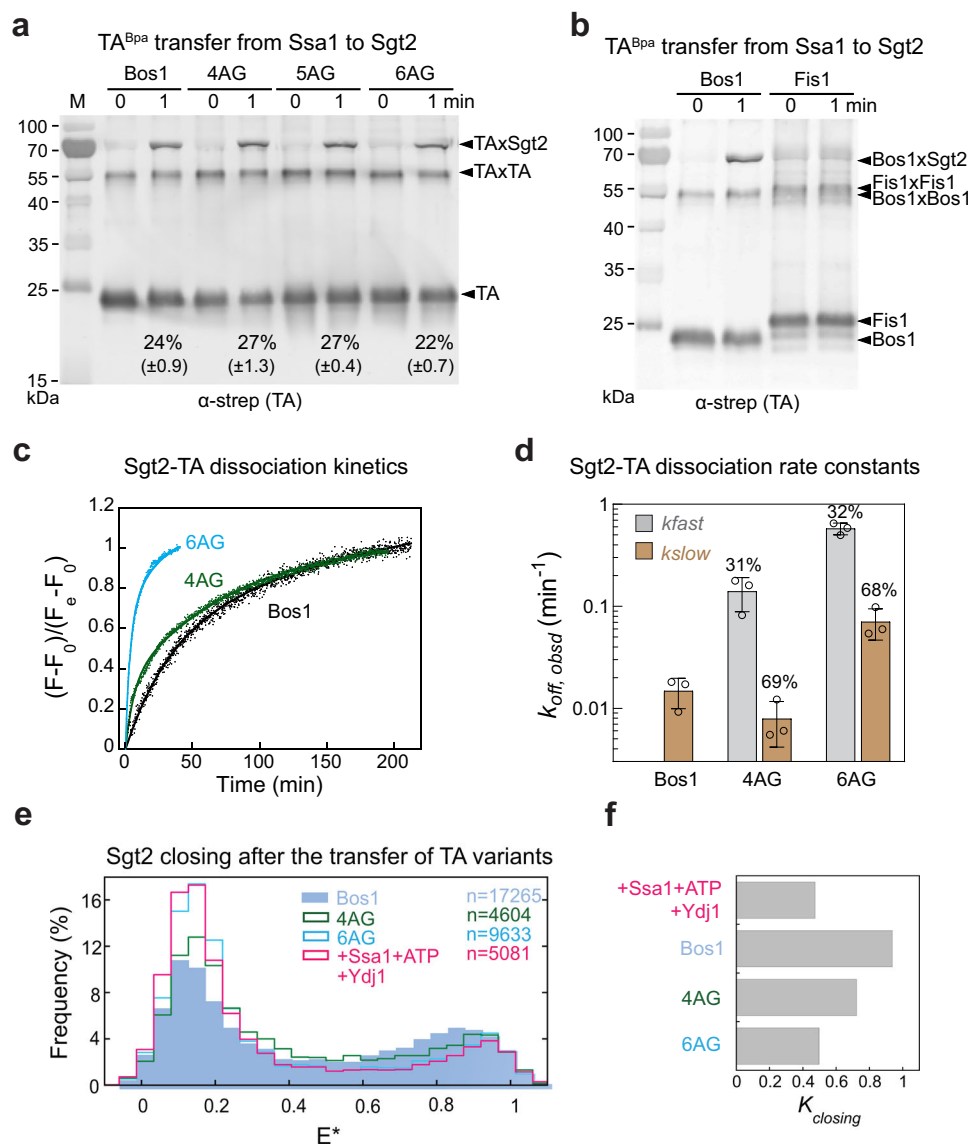 a
TA^Bpa transfer from Ssa1 to Sgt2
Bos1 4AG 5AG 6AG
M 0 1 0 1 0 1 0 1 min
100
70
55
40
35
25
15
kDa
TAxSgt2
TAxTA
TA
24% 27% 27% 22%
(±0.9) (±1.3) (±0.4) (±0.7)
α-strep (TA)
b
TA^Bpa transfer from Ssa1 to Sgt2
Bos1 Fis1
0 1 0 1 min
100
70
55
40
35
25
kDa
Bos1xSgt2
Fis1xFis1
Bos1xBos1
Fis1
Bos1
α-strep (TA)
c
Sgt2-TA dissociation kinetics
(F-F0)/(Fe-F0)
1.2
1
0.8
0.6
0.4
0.2
0
6AG
4AG
Bos1
0 50 100 150 200
Time (min)
d
Sgt2-TA dissociation rate constants
k off, obsd (min⁻¹)
1
0.1
0.01
kfast
kslow
31%
69%
32%
68%
Bos1 4AG 6AG
e
Sgt2 closing after the transfer of TA variants
Frequency (%)
16
12
8
4
0
Bos1 n=17265
4AG n=4604
6AG n=9633
+Ssa1+ATP n=5081
+Ydj1
0 0.2 0.4 0.6 0.8 1
E*
f
+Ssa1+ATP
+Ydj1
Bos1
4AG
6AG
0 0.2 0.4 0.6 0.8 1
K closing